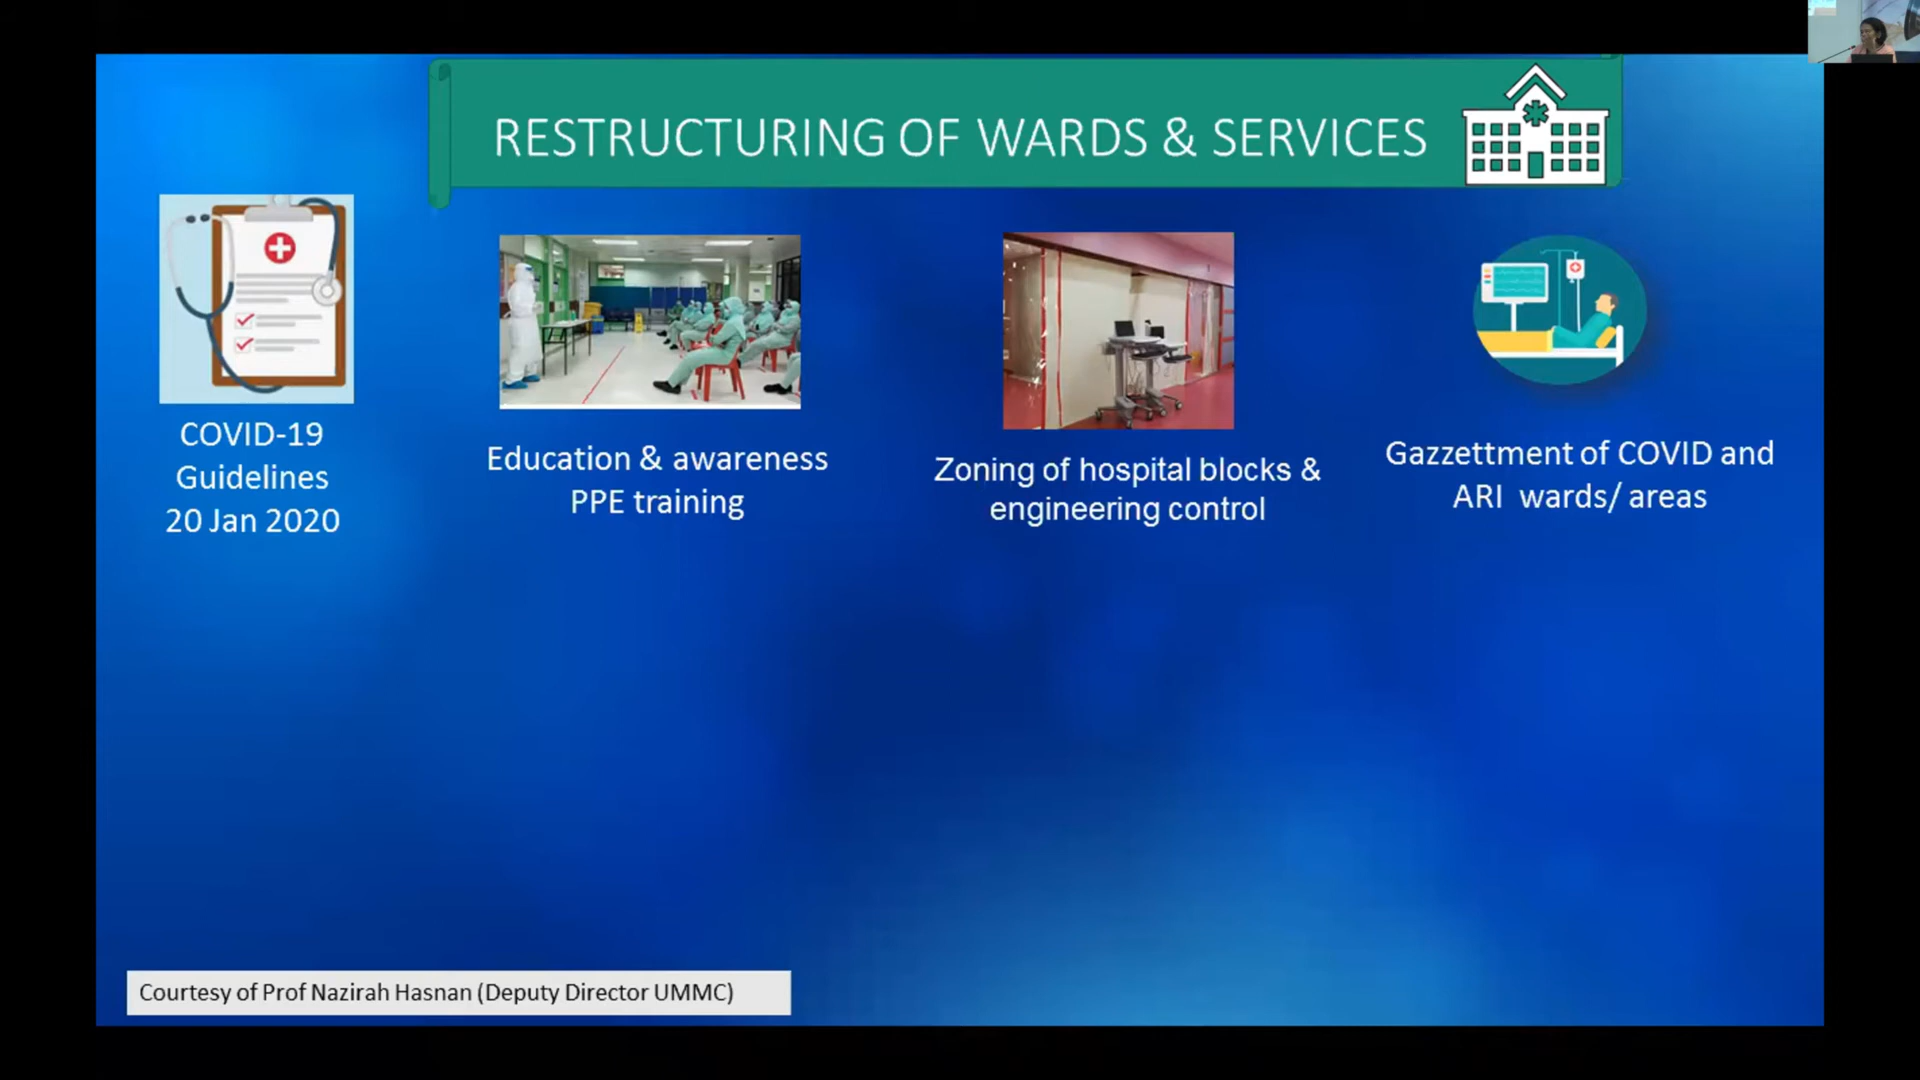 RESTRUCTURING OF WARDS & SERVICES
COVID-19
Guidelines
20 Jan 2020
Education & awareness
PPE training
Zoning of hospital blocks &
engineering control
Gazzettment of COVID and
ARI wards/ areas
Courtesy of Prof Nazirah Hasnan (Deputy Director UMMC)